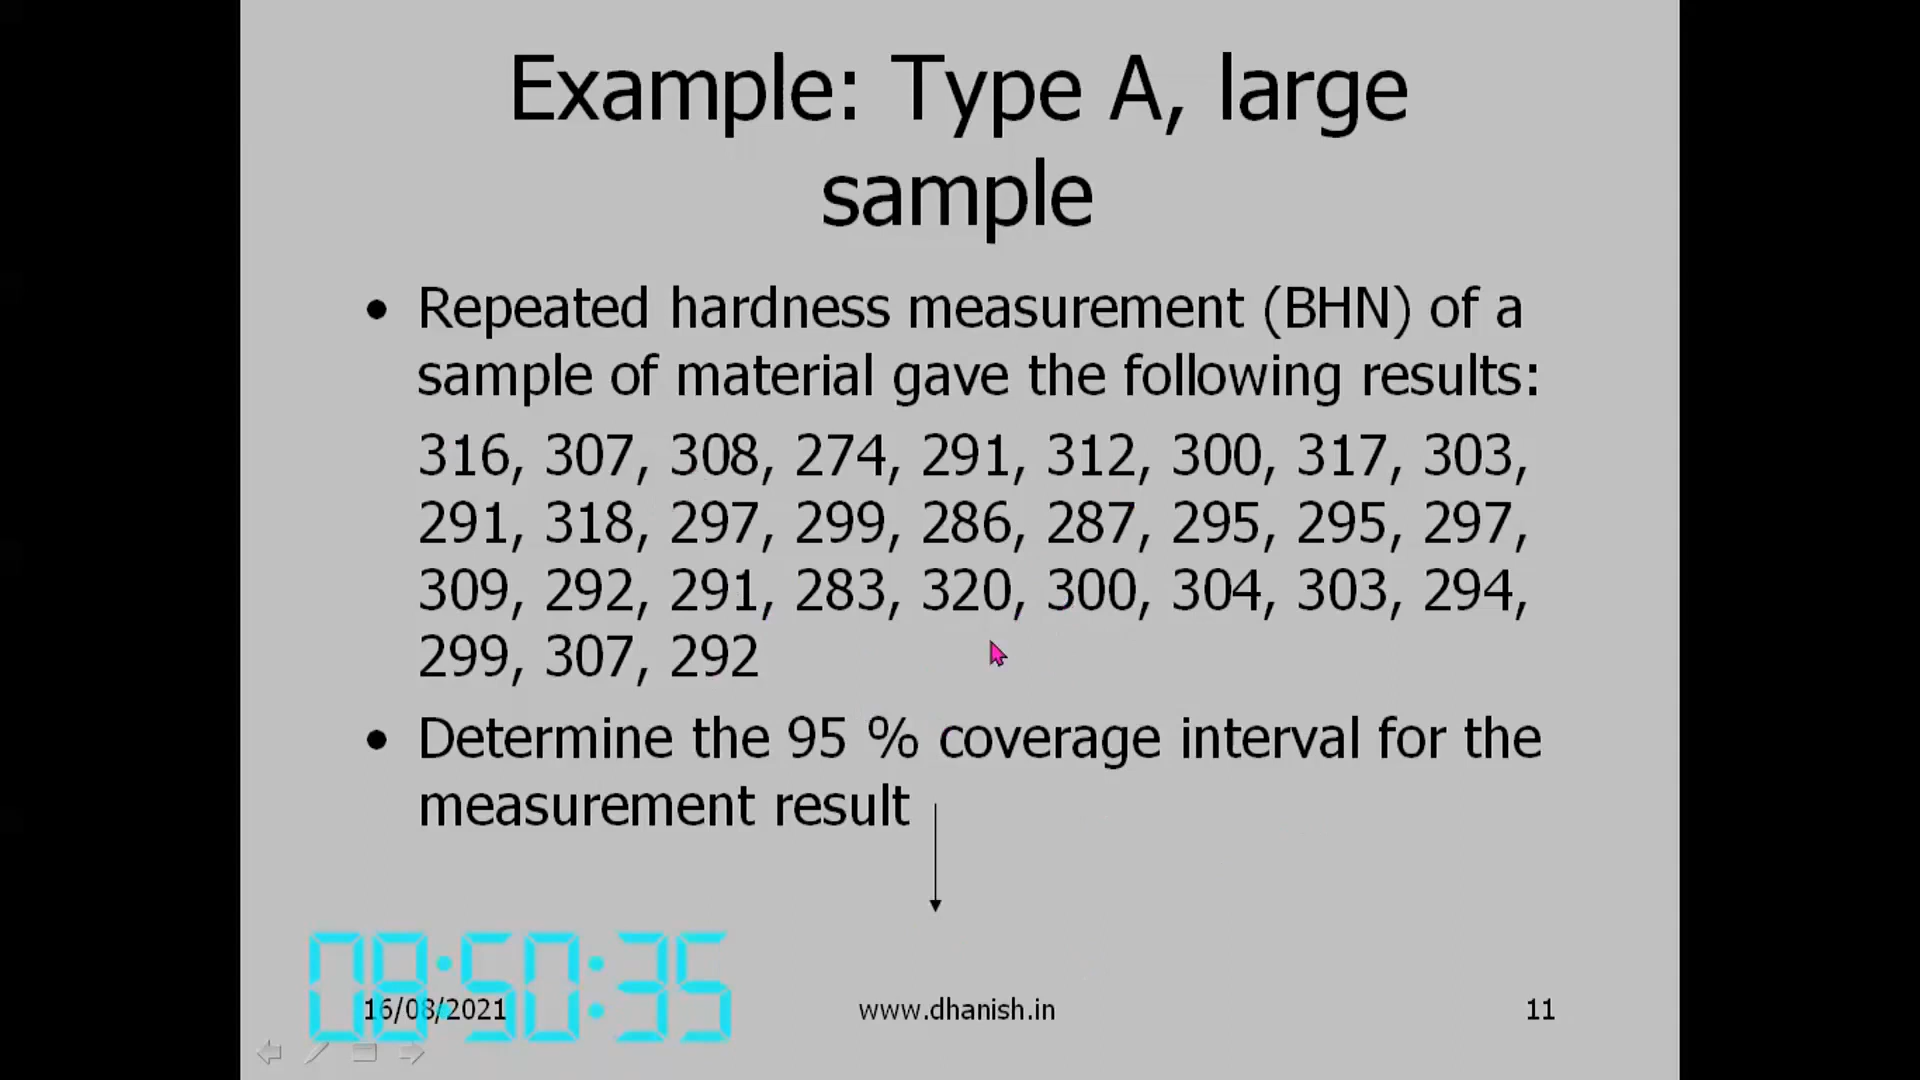 Example: Type A, large
sample
• Repeated hardness measurement (BHN) of a
sample of material gave the following results:
316, 307, 308, 274, 291, 312, 300, 317, 303,
291, 318, 297, 299, 286, 287, 295, 295, 297,
309, 292, 291, 283, 320, 300, 304, 303, 294,
299, 307, 292
• Determine the 95 % coverage interval for the
measurement result
08:50:35
16/08/2021 www.dhanish.in 11